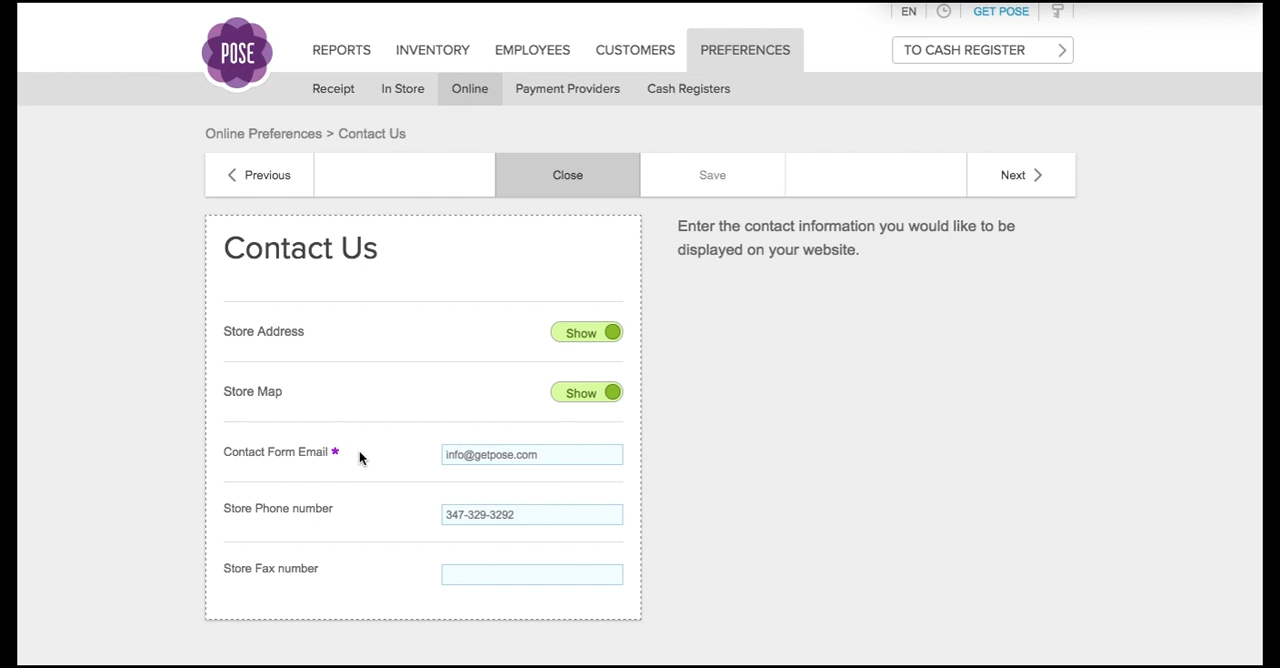 EN
GET POSE
POSE
REPORTS
INVENTORY
EMPLOYEES
CUSTOMERS
PREFERENCES
TO CASH REGISTER
Receipt
In Store
Online
Payment Providers
Cash Registers
Online Preferences > Contact Us
Previous
Close
Save
Next
Contact Us
Enter the contact information you would like to be
displayed on your website.
Store Address
Show
Store Map
Show
Contact Form Email *
info@getpose.com
Store Phone number
347-329-3292
Store Fax number